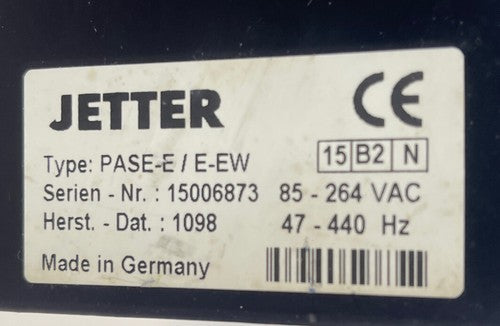 JETTER CE
Type: PASE-E / E-EW 15 B2 N
Serien - Nr. : 15006873 85 - 264 VAC
Herst. - Dat. : 1098 47 - 440 Hz
Made in Germany